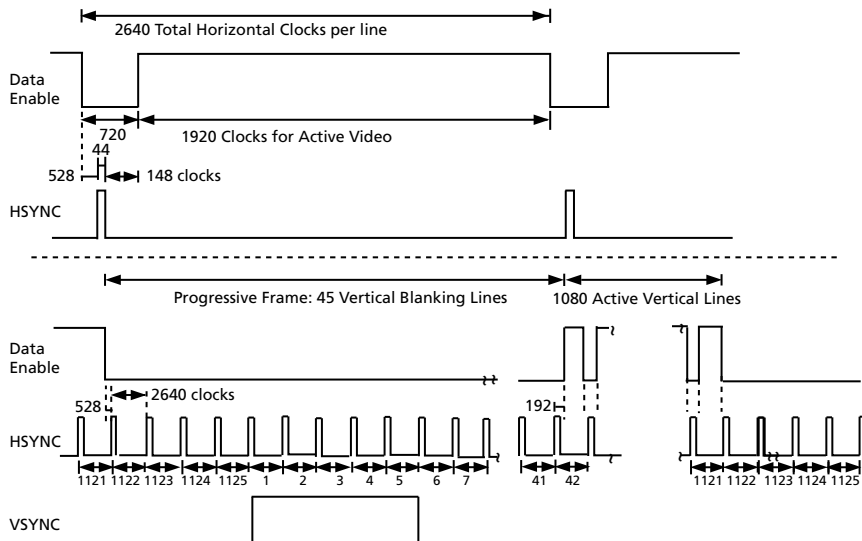 2640 Total Horizontal Clocks per line
Data
Enable
720
1920 Clocks for Active Video
44
528
148 clocks
HSYNC
Progressive Frame: 45 Vertical Blanking Lines
1080 Active Vertical Lines
Data
Enable
528
2640 clocks
192
HSYNC
1121 1122 1123 1124 1125 1 2 3 4 5 6 7 41 42 1121 1122 1123 1124 1125
VSYNC